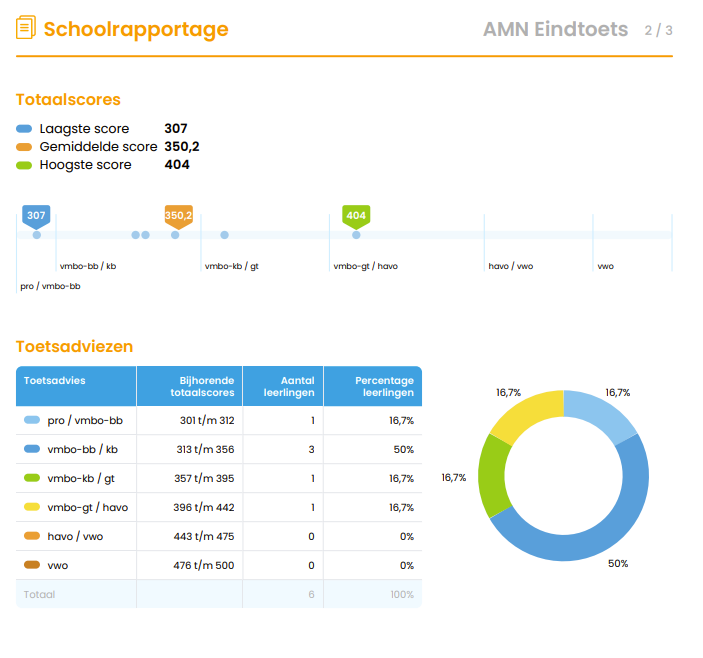 Schoolrapportage
AMN Eindtoets 2 / 3
Totaalscores
Laagste score 307
Gemiddelde score 350,2
Hoogste score 404
307 350,2 404
vmbo-bb / kb vmbo-kb / gt vmbo-gt / havo havo / vwo vwo
pro / vmbo-bb
Toetsadviezen
Toetsadvies Bijhorende totaalscores Aantal leerlingen Percentage leerlingen
pro / vmbo-bb 301 t/m 312 1 16,7%
vmbo-bb / kb 313 t/m 356 3 50%
vmbo-kb / gt 357 t/m 395 1 16,7%
vmbo-gt / havo 396 t/m 442 1 16,7%
havo / vwo 443 t/m 475 0 0%
vwo 476 t/m 500 0 0%
Totaal 6 100%
16,7% 16,7%
16,7%
50%